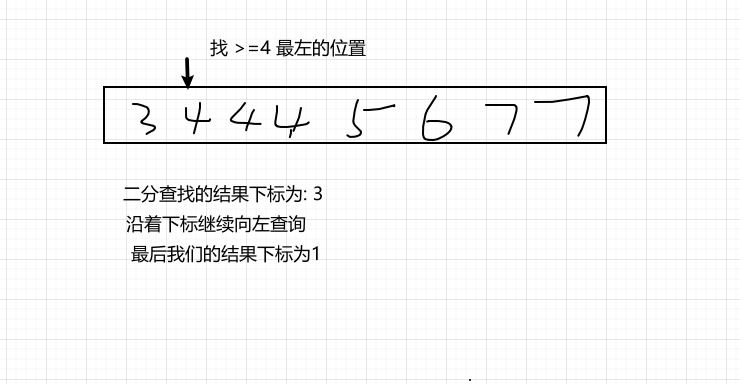 找 >=4 最左的位置
3 4 4 4 5 6 7 7
二分查找的结果下标为: 3
沿着下标继续向左查询
最后我们的结果下标为1